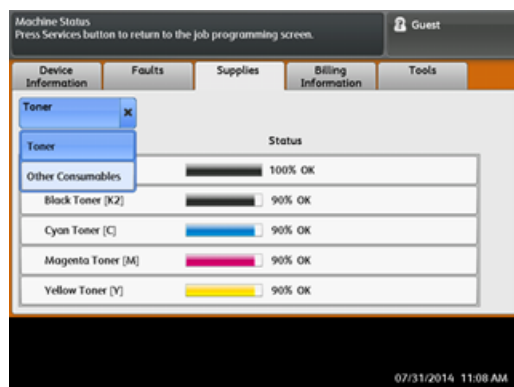 Machine Status
Press Services button to return to the job programming screen.
Guest
Device Information
Faults
Supplies
Billing Information
Tools
Toner
Status
Toner
Other Consumables
100% OK
Black Toner [K2] 90% OK
Cyan Toner [C] 90% OK
Magenta Toner [M] 90% OK
Yellow Toner [Y] 90% OK
07/31/2014 11:08 AM